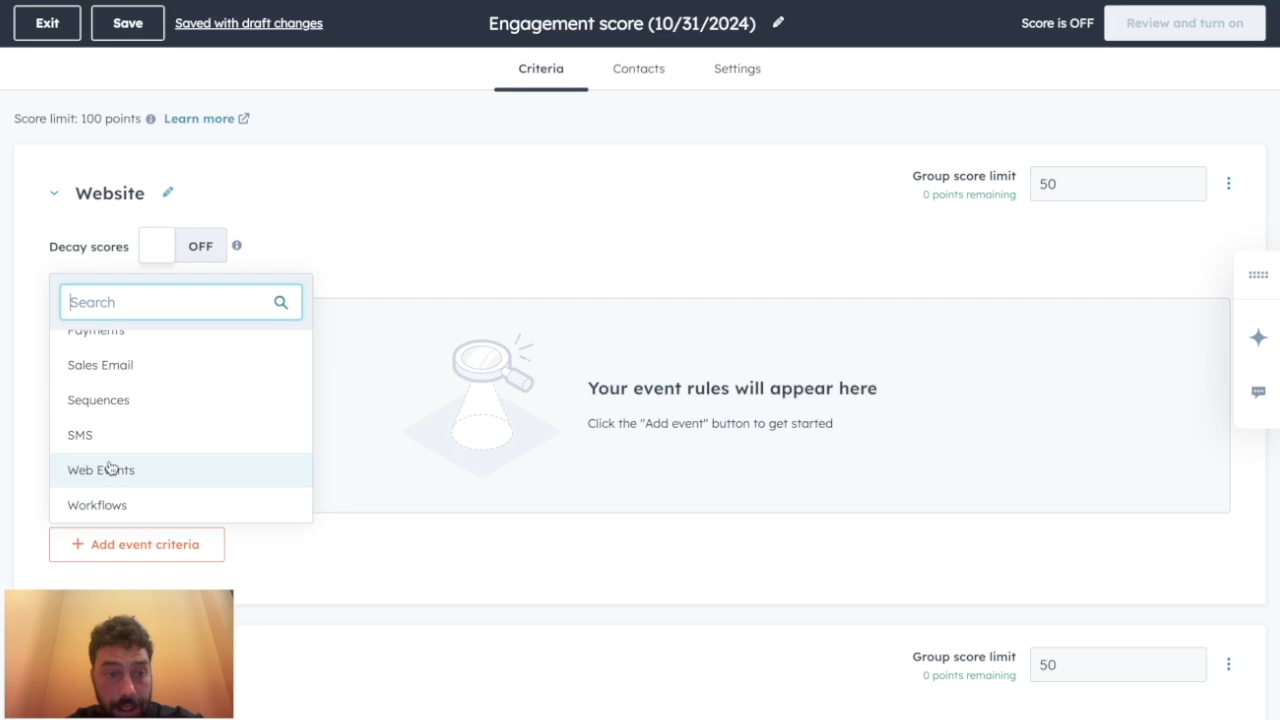 Exit
Save
Saved with draft changes
Engagement score (10/31/2024)
Score is OFF
Review and turn on
Criteria
Contacts
Settings
Score limit: 100 points
Learn more
Website
Group score limit
0 points remaining
50
Decay scores
OFF
Search
Payments
Sales Email
Sequences
SMS
Web Events
Workflows
Your event rules will appear here
Click the "Add event" button to get started
+ Add event criteria
Group score limit
0 points remaining
50